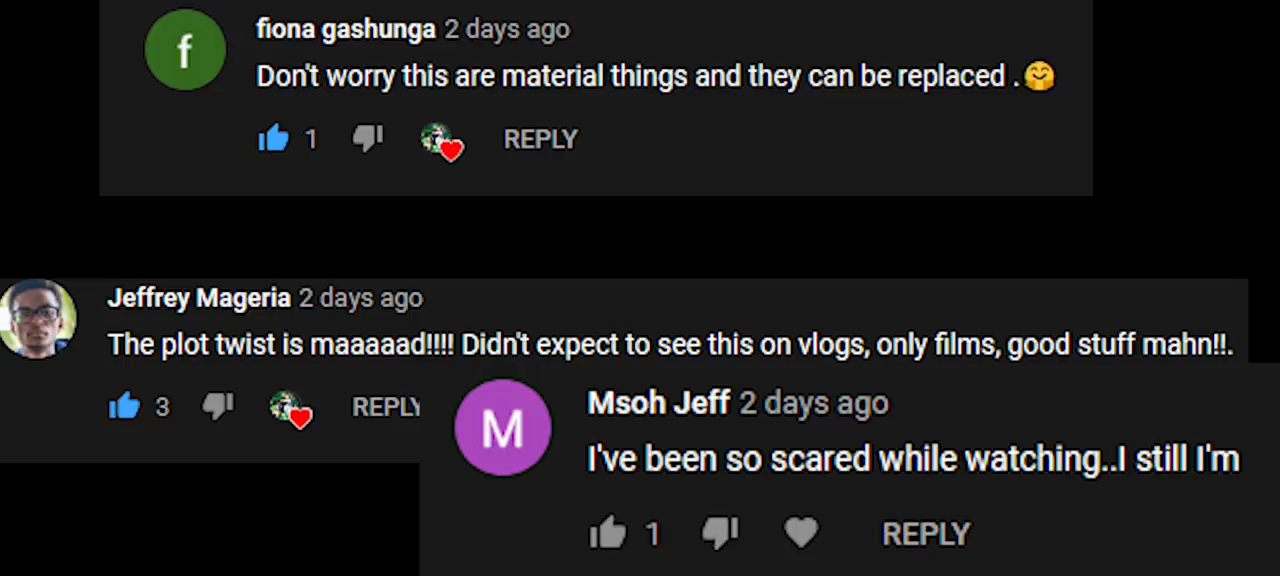 f
fiona gashunga 2 days ago
Don't worry this are material things and they can be replaced .🤗
1 REPLY
Jeffrey Mageria 2 days ago
The plot twist is maaaaad!!!! Didn't expect to see this on vlogs, only films, good stuff mahn!!.
3 REPLY
M
Msoh Jeff 2 days ago
I've been so scared while watching..I still I'm
1 REPLY